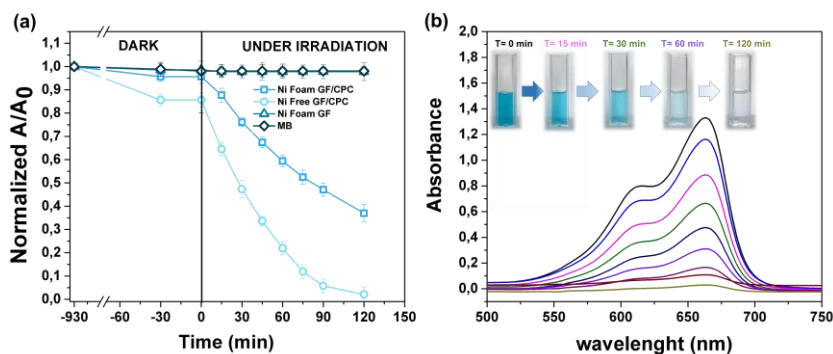 (a)
DARK
UNDER IRRADIATION
Ni Foam GF/CPC
Ni Free GF/CPC
Ni Foam GF
MB
Normalized A/A0
1,1
1,0
0,9
0,8
0,7
0,6
0,5
0,4
0,3
0,2
0,1
0,0
-930 -60 -30 0 15 30 45 60 75 90 120 150
Time (min)
(b)
T= 0 min T= 15 min T= 30 min T= 60 min T= 120 min
Absorbance
2,0
1,8
1,6
1,4
1,2
1,0
0,8
0,6
0,4
0,2
0,0
500 550 600 650 700 750
wavelenght (nm)